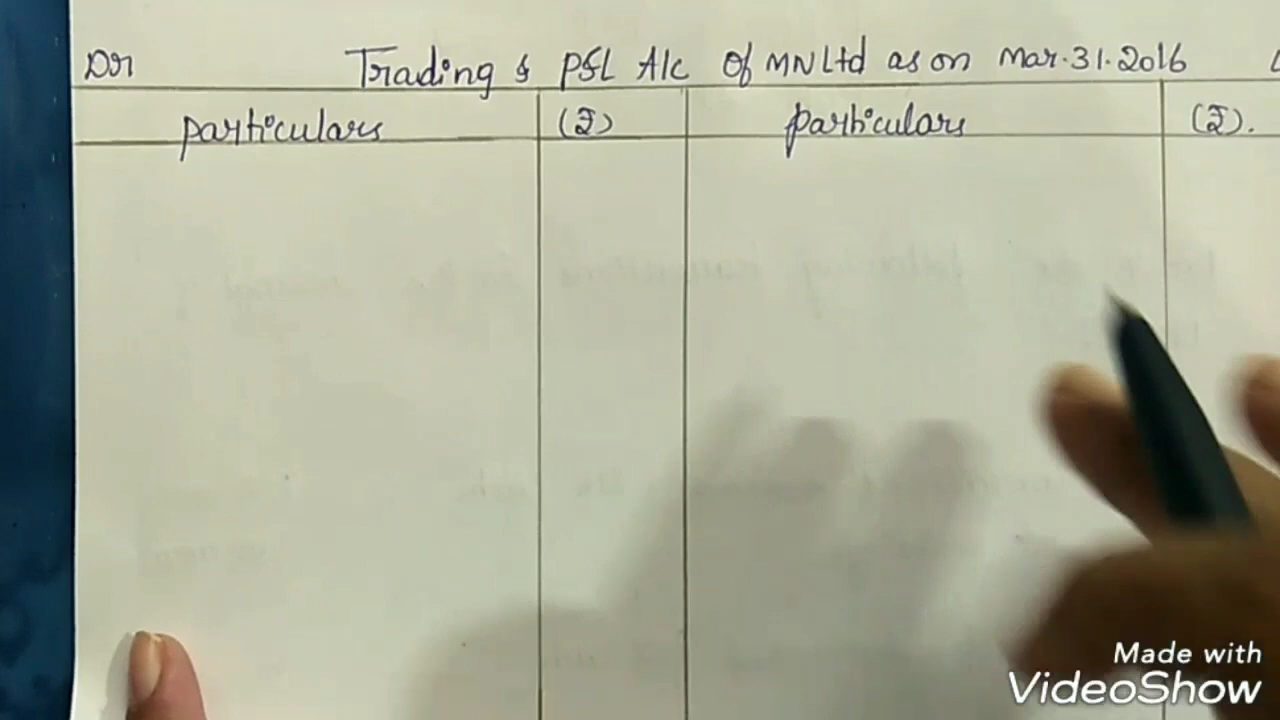 Dr Trading & P&L A/c Of MN Ltd as on Mar.31.2016
particulars (₹) particulars (₹).
Made with
VideoShow